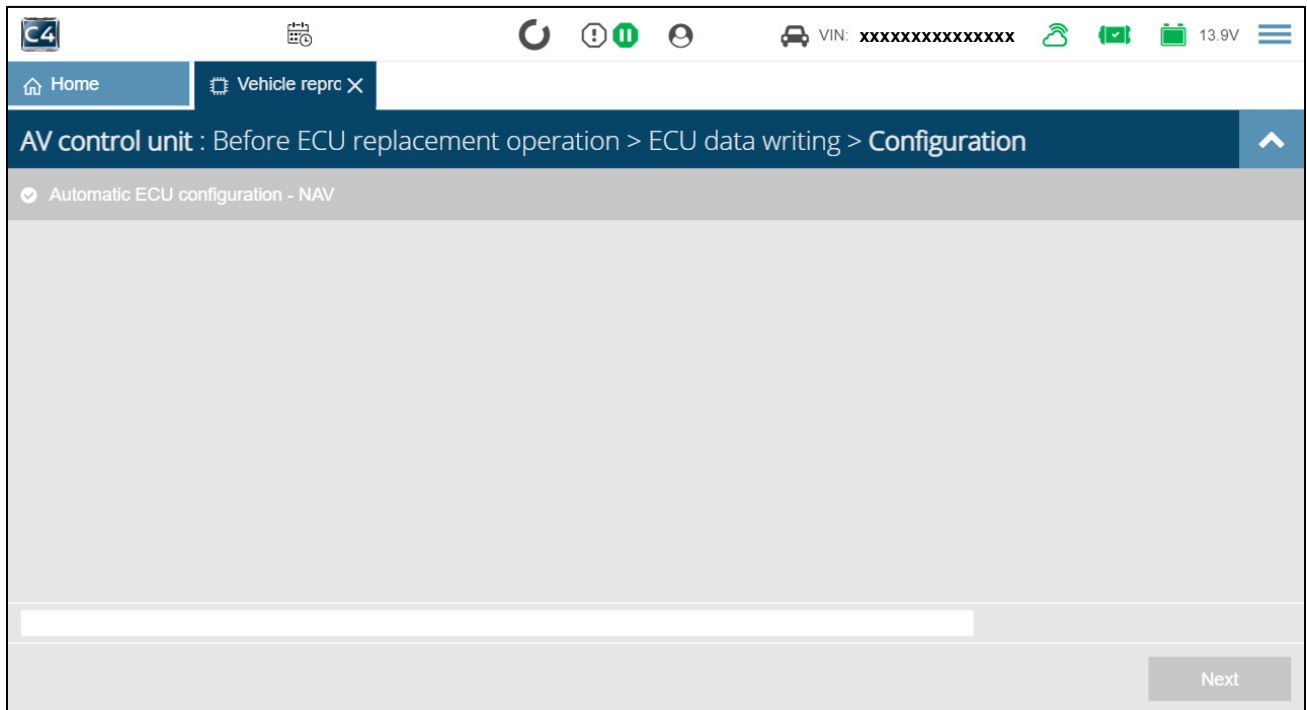 C4
VIN: xxxxxxxxxxxxxxx
13.9V
Home
Vehicle reprc
AV control unit : Before ECU replacement operation > ECU data writing > Configuration
Automatic ECU configuration - NAV
Next